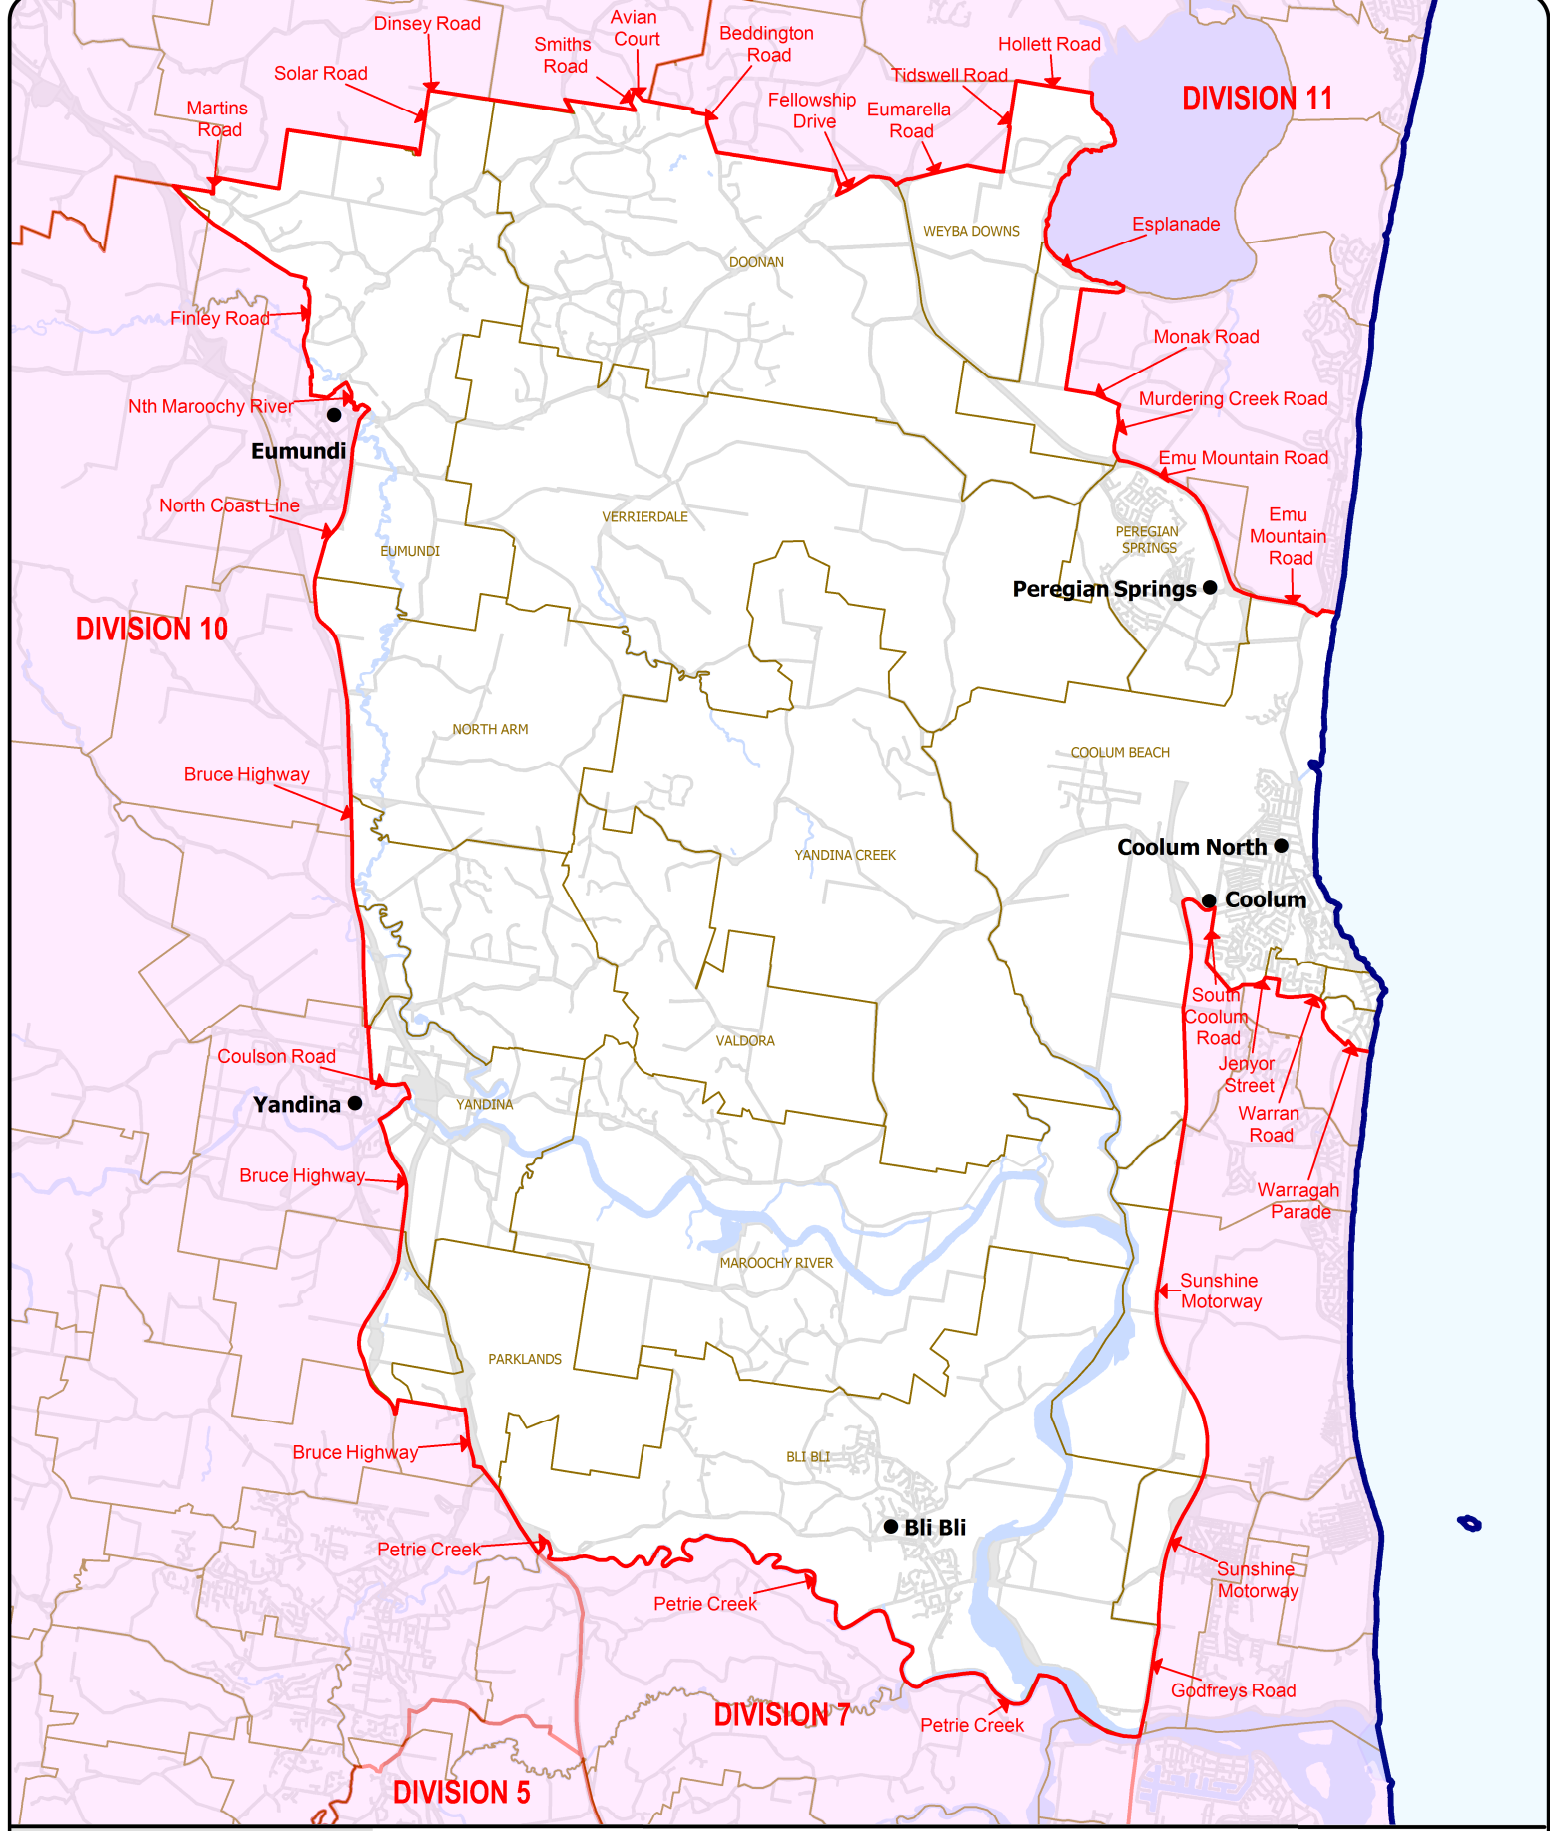 Dinsey Road
Avian
Court
Smiths
Road
Beddington
Road
Hollett Road
Solar Road
Tidswell Road
DIVISION 11
Martins
Road
Fellowship
Drive
Eumarella
Road
Esplanade
WEYBA DOWNS
DOONAN
Finley Road
Monak Road
Nth Maroochy River
Murdering Creek Road
Eumundi
Emu Mountain Road
North Coast Line
VERRIERDALE
Emu
Mountain
Road
PEREGIAN
SPRINGS
EUMUNDI
Peregian Springs
DIVISION 10
NORTH ARM
COOLUM BEACH
Bruce Highway
Coolum North
YANDINA CREEK
Coolum
South
Coolum
Road
VALDORA
Coulson Road
Jenyor
Street
Yandina
YANDINA
Warran
Road
Bruce Highway
Warragah
Parade
MAROOCHY RIVER
Sunshine
Motorway
PARKLANDS
Bruce Highway
BLI BLI
Bli Bli
Petrie Creek
Sunshine
Motorway
Petrie Creek
Godfreys Road
DIVISION 7
Petrie Creek
DIVISION 5